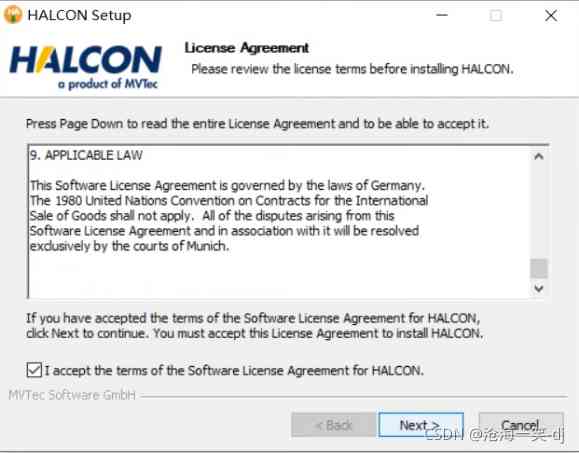 HALCON Setup
HALCON
a product of MVTec
License Agreement
Please review the license terms before installing HALCON.
Press Page Down to read the entire License Agreement and to be able to accept it.
9. APPLICABLE LAW
This Software License Agreement is governed by the laws of Germany.
The 1980 United Nations Convention on Contracts for the International
Sale of Goods shall not apply.  All of the disputes arising from this
Software License Agreement and in association with it will be resolved
exclusively by the courts of Munich.
If you have accepted the terms of the Software License Agreement for HALCON,
click Next to continue. You must accept this License Agreement to install HALCON.
I accept the terms of the Software License Agreement for HALCON.
MVTec Software GmbH
< Back
Next >
Cancel
CSDN @沧海一笑-dj